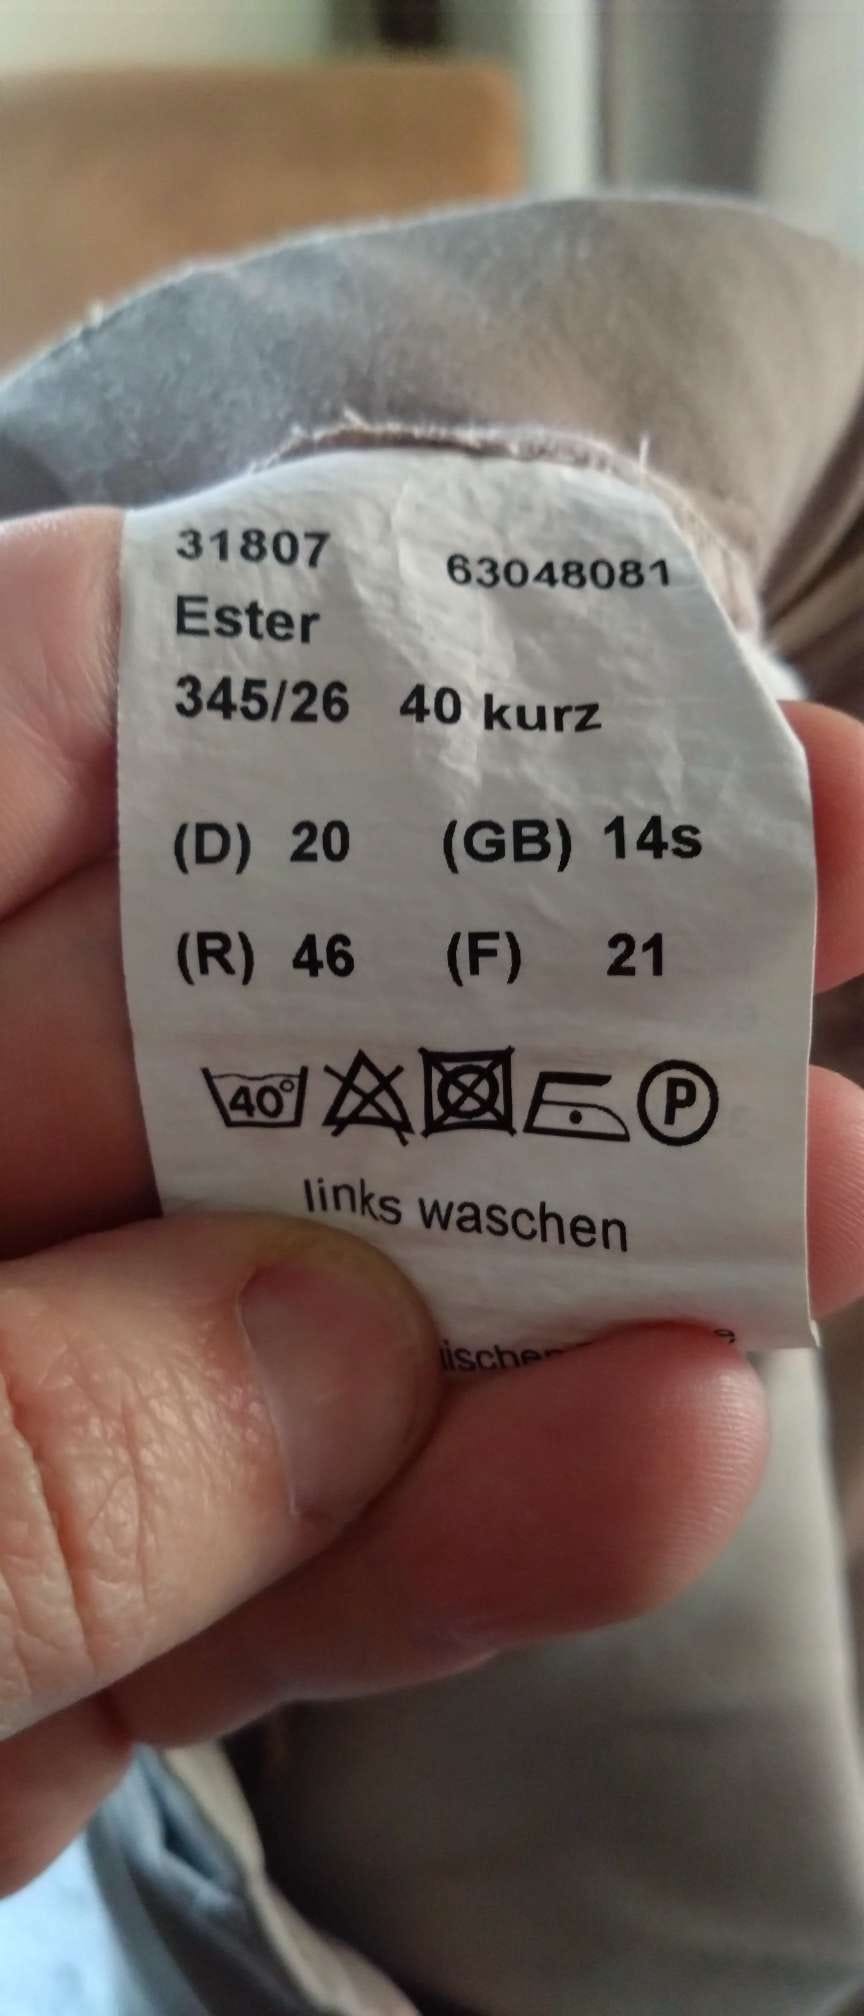 31807 63048081
Ester
345/26 40 kurz
(D) 20 (GB) 14s
(R) 46 (F) 21
40°
P
links waschen